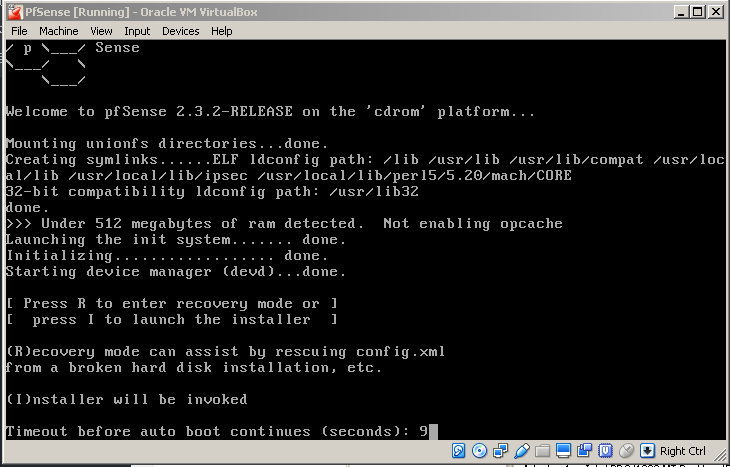 PfSense [Running] - Oracle VM VirtualBox
File Machine View Input Devices Help
/ p \___/ Sense
\___/   \
    \___/
Welcome to pfSense 2.3.2-RELEASE on the 'cdrom' platform...
Mounting unionfs directories...done.
Creating symlinks......ELF ldconfig path: /lib /usr/lib /usr/lib/compat /usr/loc
al/lib /usr/local/lib/ipsec /usr/local/lib/perl5/5.20/mach/CORE
32-bit compatibility ldconfig path: /usr/lib32
done.
>>> Under 512 megabytes of ram detected.  Not enabling opcache
Launching the init system....... done.
Initializing.................. done.
Starting device manager (devd)...done.
[ Press R to enter recovery mode or ]
[  press I to launch the installer  ]
(R)ecovery mode can assist by rescuing config.xml
from a broken hard disk installation, etc.
(I)nstaller will be invoked
Timeout before auto boot continues (seconds): 9
Right Ctrl